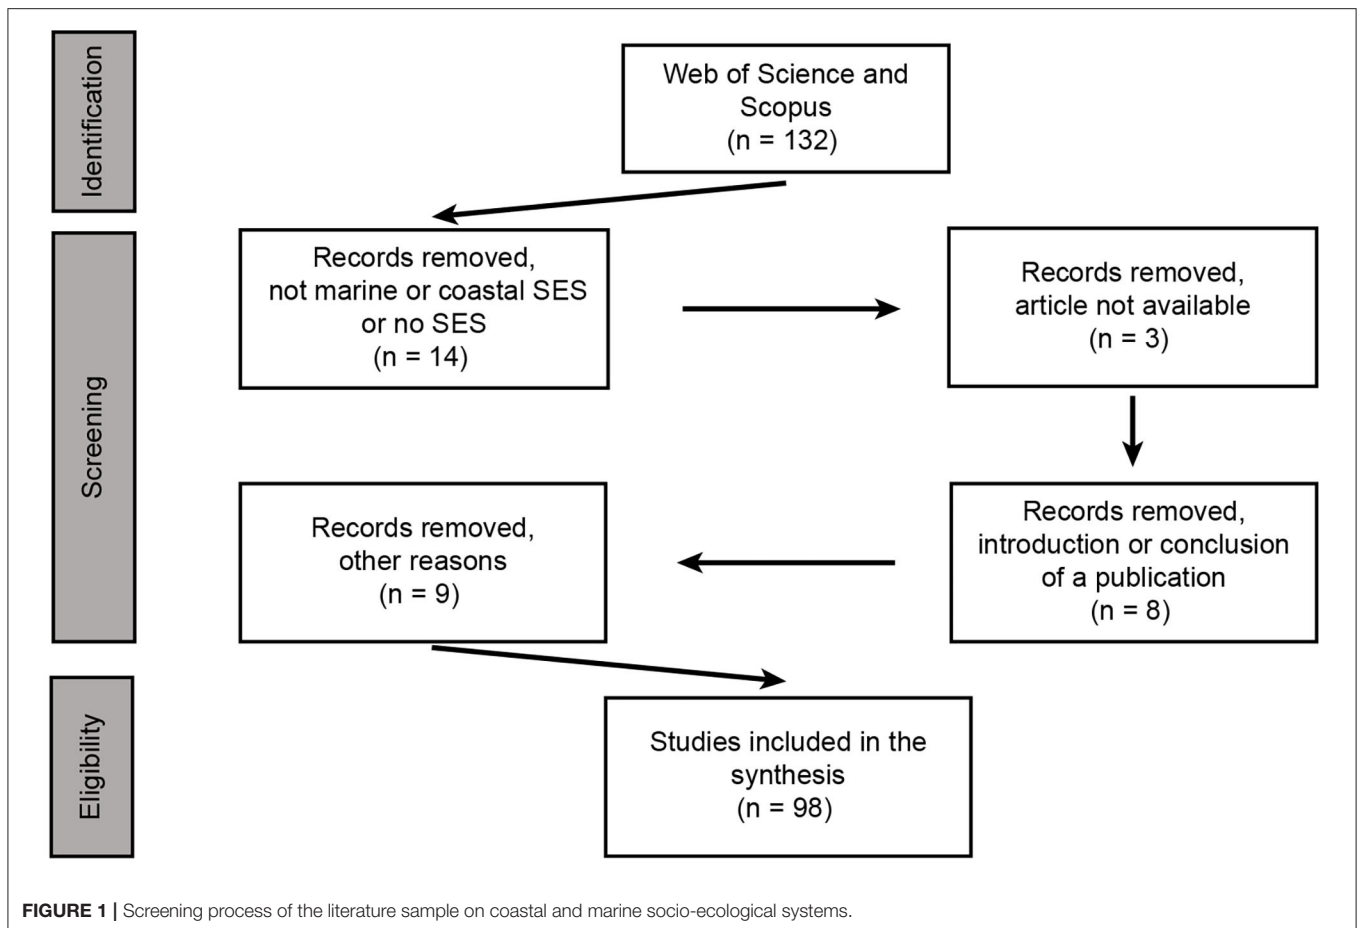 Identification
Web of Science and
Scopus
(n = 132)
Screening
Records removed,
not marine or coastal SES
or no SES
(n = 14)
Records removed,
article not available
(n = 3)
Records removed,
introduction or conclusion
of a publication
(n = 8)
Records removed,
other reasons
(n = 9)
Eligibility
Studies included in the
synthesis
(n = 98)
FIGURE 1 | Screening process of the literature sample on coastal and marine socio-ecological systems.